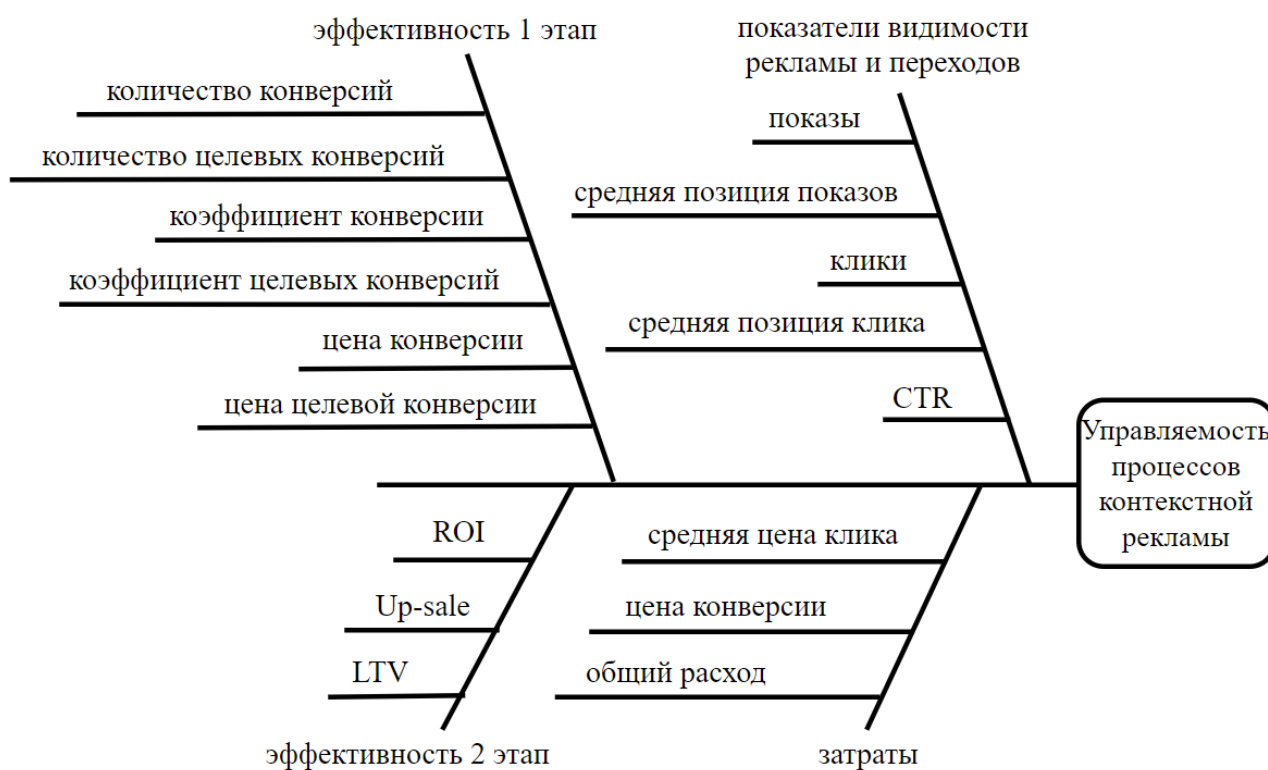 эффективность 1 этап
количество конверсий
количество целевых конверсий
коэффициент конверсии
коэффициент целевых конверсий
цена конверсии
цена целевой конверсии
показатели видимости
рекламы и переходов
показы
средняя позиция показов
клики
средняя позиция клика
CTR
Управляемость
процессов
контекстной
рекламы
ROI
Up-sale
LTV
эффективность 2 этап
средняя цена клика
цена конверсии
общий расход
затраты